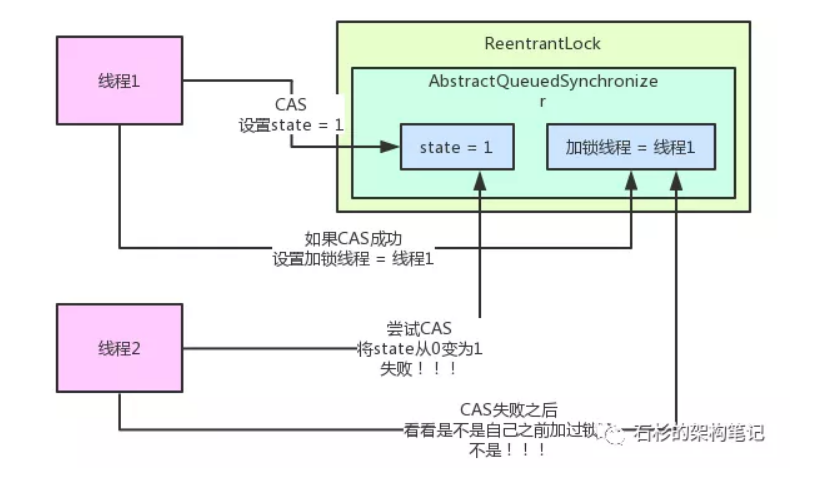 ReentrantLock
AbstractQueuedSynchronize
r
线程1
CAS
设置state = 1
state = 1
加锁线程 = 线程1
如果CAS成功
设置加锁线程 = 线程1
线程2
尝试CAS
将state从0变为1
失败！！！
CAS失败之后
看看是不是自己之前加过锁
不是！！！
石杉的架构笔记